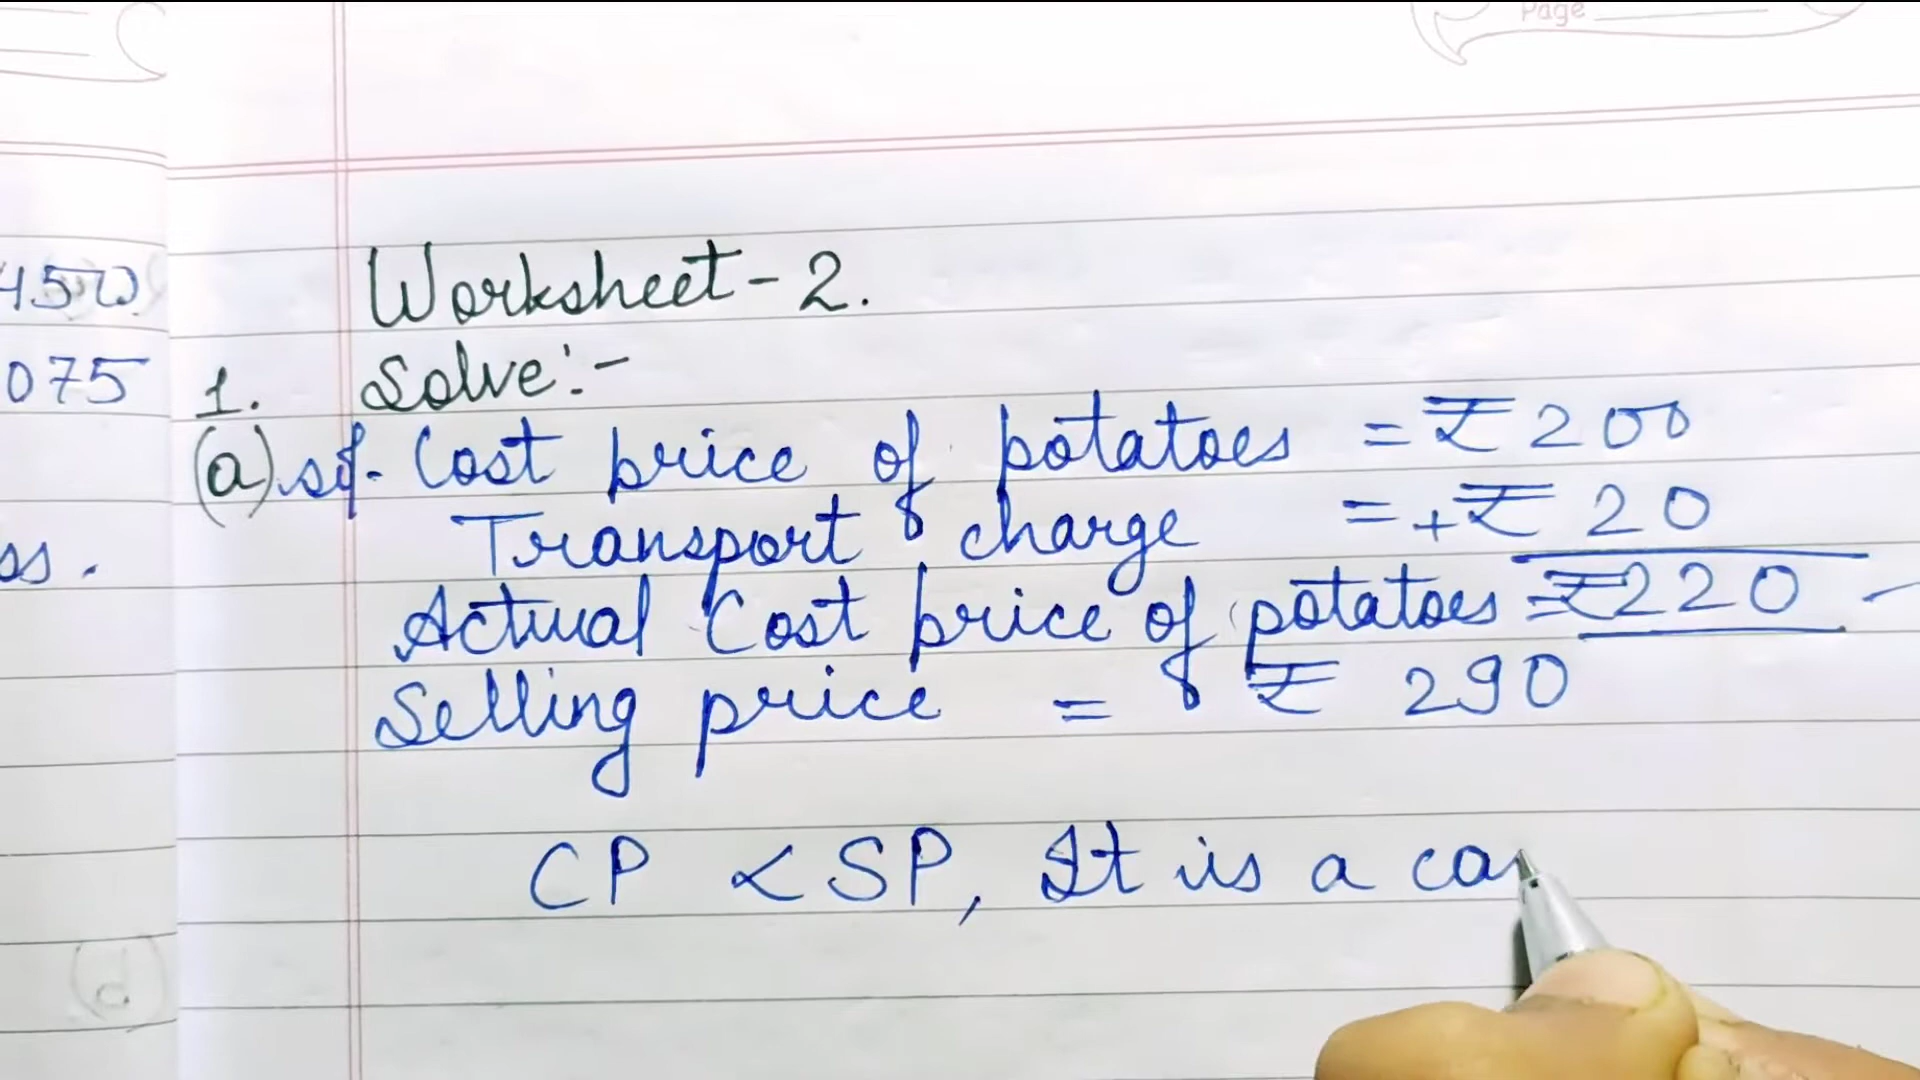 Page
450
075
ss.
Worksheet-2.
1. Solve:-
(a). sol- Cost price of potatoes = ₹ 200
Transport charge = + ₹ 20
Actual Cost price of potatoes = ₹220
Selling price = ₹ 290
CP < SP, It is a cas
(d)